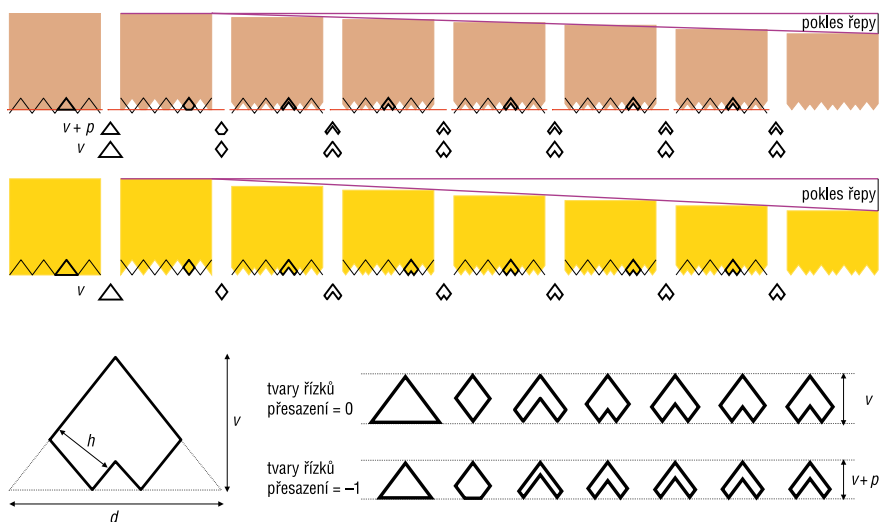 pokles řepy
v + p
v
pokles řepy
v
h
v
d
tvary řízků
přesazení = 0
v
tvary řízků
přesazení = –1
v + p